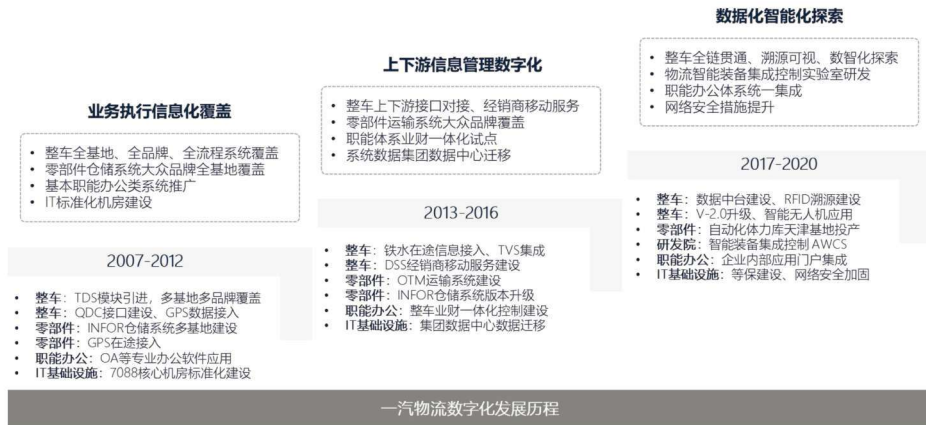 业务执行信息化覆盖
• 整车全基地、全品牌、全流程系统覆盖
• 零部件仓储系统大众品牌全基地覆盖
• 基本职能办公类系统推广
• IT标准化机房建设
2007-2012
• 整车：TDS模块引进，多基地多品牌覆盖
• 整车：QDC接口建设、GPS数据接入
• 零部件：INFOR仓储系统多基地建设
• 零部件：GPS在途接入
• 职能办公：OA等专业办公软件应用
• IT基础设施：7088核心机房标准化建设
上下游信息管理数字化
• 整车上下游接口对接、经销商移动服务
• 零部件运输系统大众品牌覆盖
• 职能体系业财一体化试点
• 系统数据集团数据中心迁移
2013-2016
• 整车：铁水在途信息接入、TVS集成
• 整车：DSS经销商移动服务建设
• 零部件：OTM运输系统建设
• 零部件：INFOR仓储系统版本升级
• 职能办公：整车业财一体化控制建设
• IT基础设施：集团数据中心数据迁移
数据化智能化探索
• 整车全链贯通、溯源可视、数智化探索
• 物流智能装备集成控制实验室研发
• 职能办公体系统一集成
• 网络安全措施提升
2017-2020
• 整车：数据中台建设、RFID溯源建设
• 整车：V-2.0升级、智能无人机应用
• 零部件：自动化体力库天津基地投产
• 研发院：智能装备集成控制 AWCS
• 职能办公：企业内部应用门户集成
• IT基础设施：等保建设、网络安全加固
一汽物流数字化发展历程